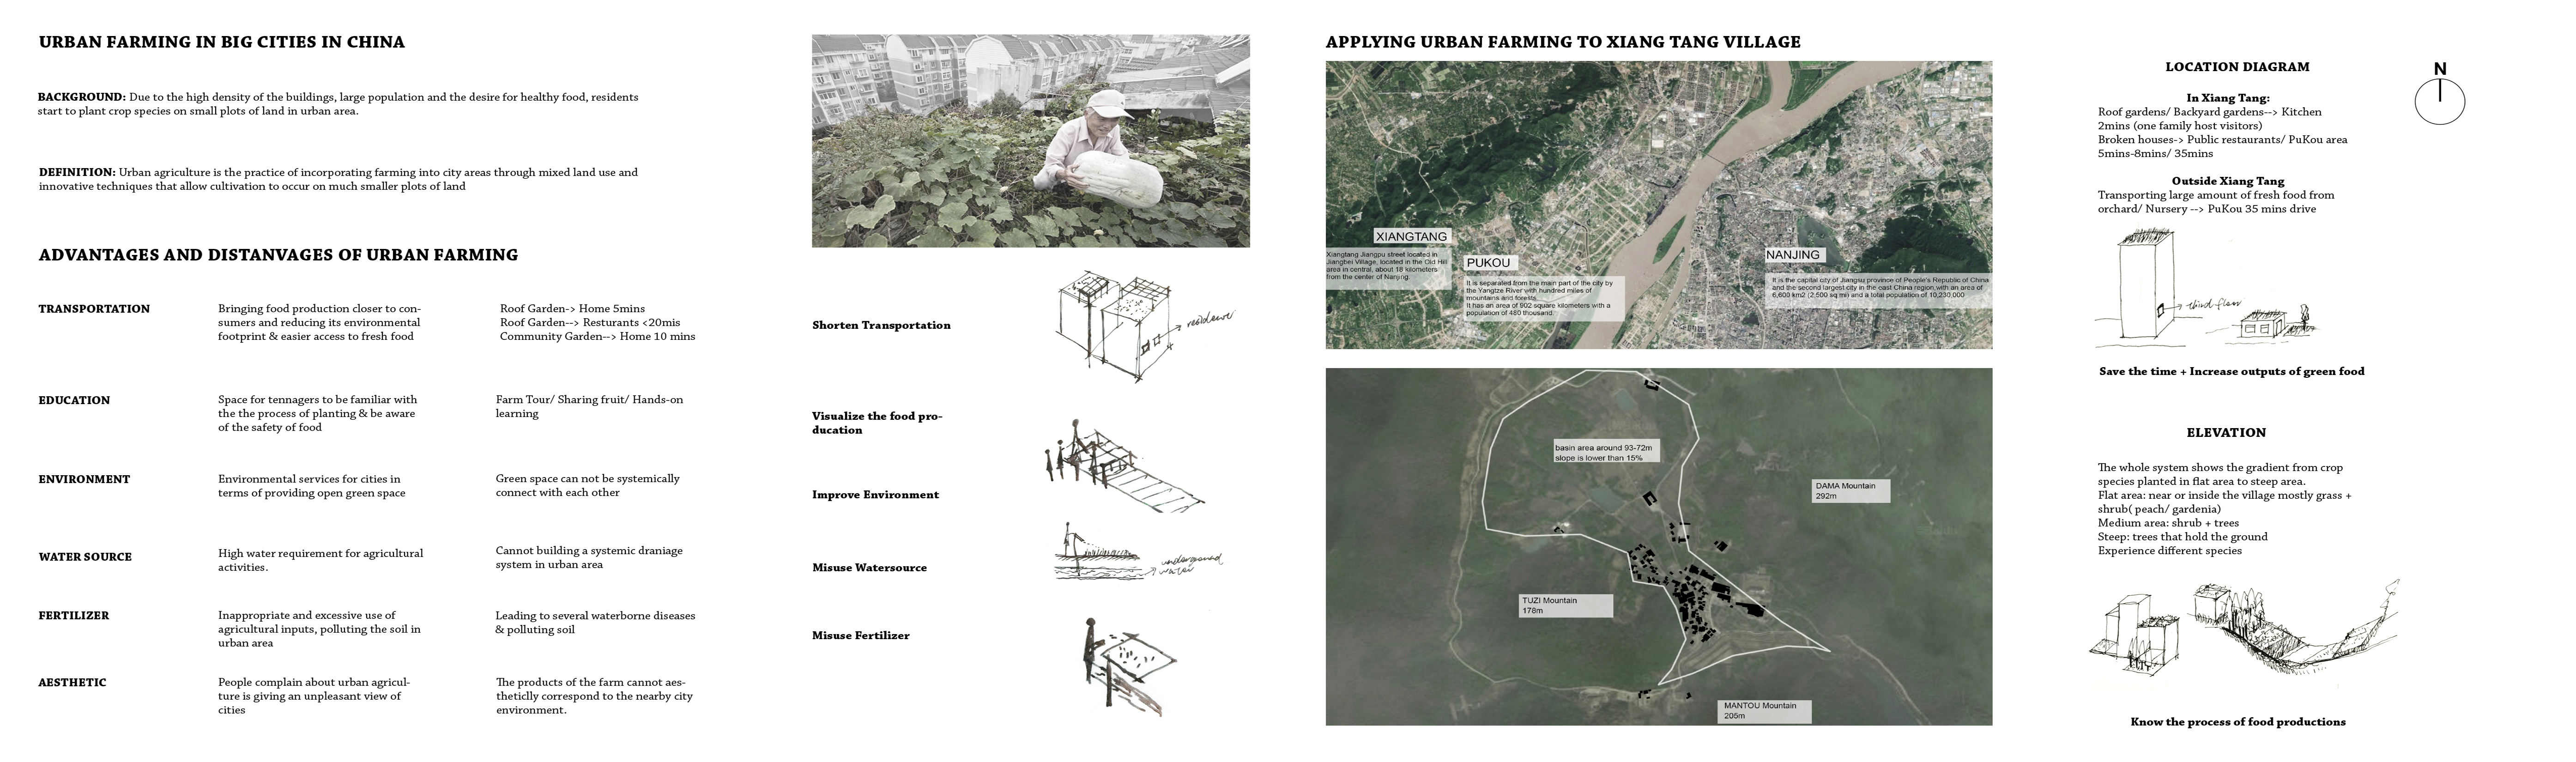 URBAN FARMING IN BIG CITIES IN CHINA
BACKGROUND: Due to the high density of the buildings, large population and the desire for healthy food, residents
start to plant crop species on small plots of land in urban area.
DEFINITION: Urban agriculture is the practice of incorporating farming into city areas through mixed land use and
innovative techniques that allow cultivation to occur on much smaller plots of land
ADVANTAGES AND DISTANVAGES OF URBAN FARMING
TRANSPORTATION
Bringing food production closer to con-
sumers and reducing its environmental
footprint & easier access to fresh food
Roof Garden-> Home 5mins
Roof Garden--> Resturants <20mis
Community Garden--> Home 10 mins
EDUCATION
Space for tennagers to be familiar with
the the process of planting & be aware
of the safety of food
Farm Tour/ Sharing fruit/ Hands-on
learning
ENVIRONMENT
Environmental services for cities in
terms of providing open green space
Green space can not be systemically
connect with each other
WATER SOURCE
High water requirement for agricultural
activities.
Cannot building a systemic draniage
system in urban area
FERTILIZER
Inappropriate and excessive use of
agricultural inputs, polluting the soil in
urban area
Leading to several waterborne diseases
& polluting soil
AESTHETIC
People complain about urban agricul-
ture is giving an unpleasant view of
cities
The products of the farm cannot aes-
theticlly correspond to the nearby city
environment.
Shorten Transportation
Visualize the food pro-
ducation
Improve Environment
Misuse Watersource
underground
water
Misuse Fertilizer
APPLYING URBAN FARMING TO XIANG TANG VILLAGE
XIANGTANG
Xiangtang Jiangpu street located in
Jiangbei Village, located in the Old Hill
area in central, about 18 kilometers
from the center of Nanjing.
PUKOU
It is separated from the main part of the city by
the Yangtze River with hundred miles of
mountains and forests.
It has an area of 902 square kilometers with a
population of 480 thousand.
NANJING
It is the capital city of Jiangsu province of People's Republic of China
and the second largest city in the east China region,with an area of
6,600 km2 (2,500 sq mi) and a total population of 10,230,000
basin area around 93-72m
slope is lower than 15%
DAMA Mountain
292m
TUZI Mountain
178m
MANTOU Mountain
205m
LOCATION DIAGRAM
N
In Xiang Tang:
Roof gardens/ Backyard gardens--> Kitchen
2mins (one family host visitors)
Broken houses-> Public restaurants/ PuKou area
5mins-8mins/ 35mins
Outside Xiang Tang
Transporting large amount of fresh food from
orchard/ Nursery --> PuKou 35 mins drive
third floor
Save the time + Increase outputs of green food
ELEVATION
The whole system shows the gradient from crop
species planted in flat area to steep area.
Flat area: near or inside the village mostly grass +
shrub( peach/ gardenia)
Medium area: shrub + trees
Steep: trees that hold the ground
Experience different species
Know the process of food productions